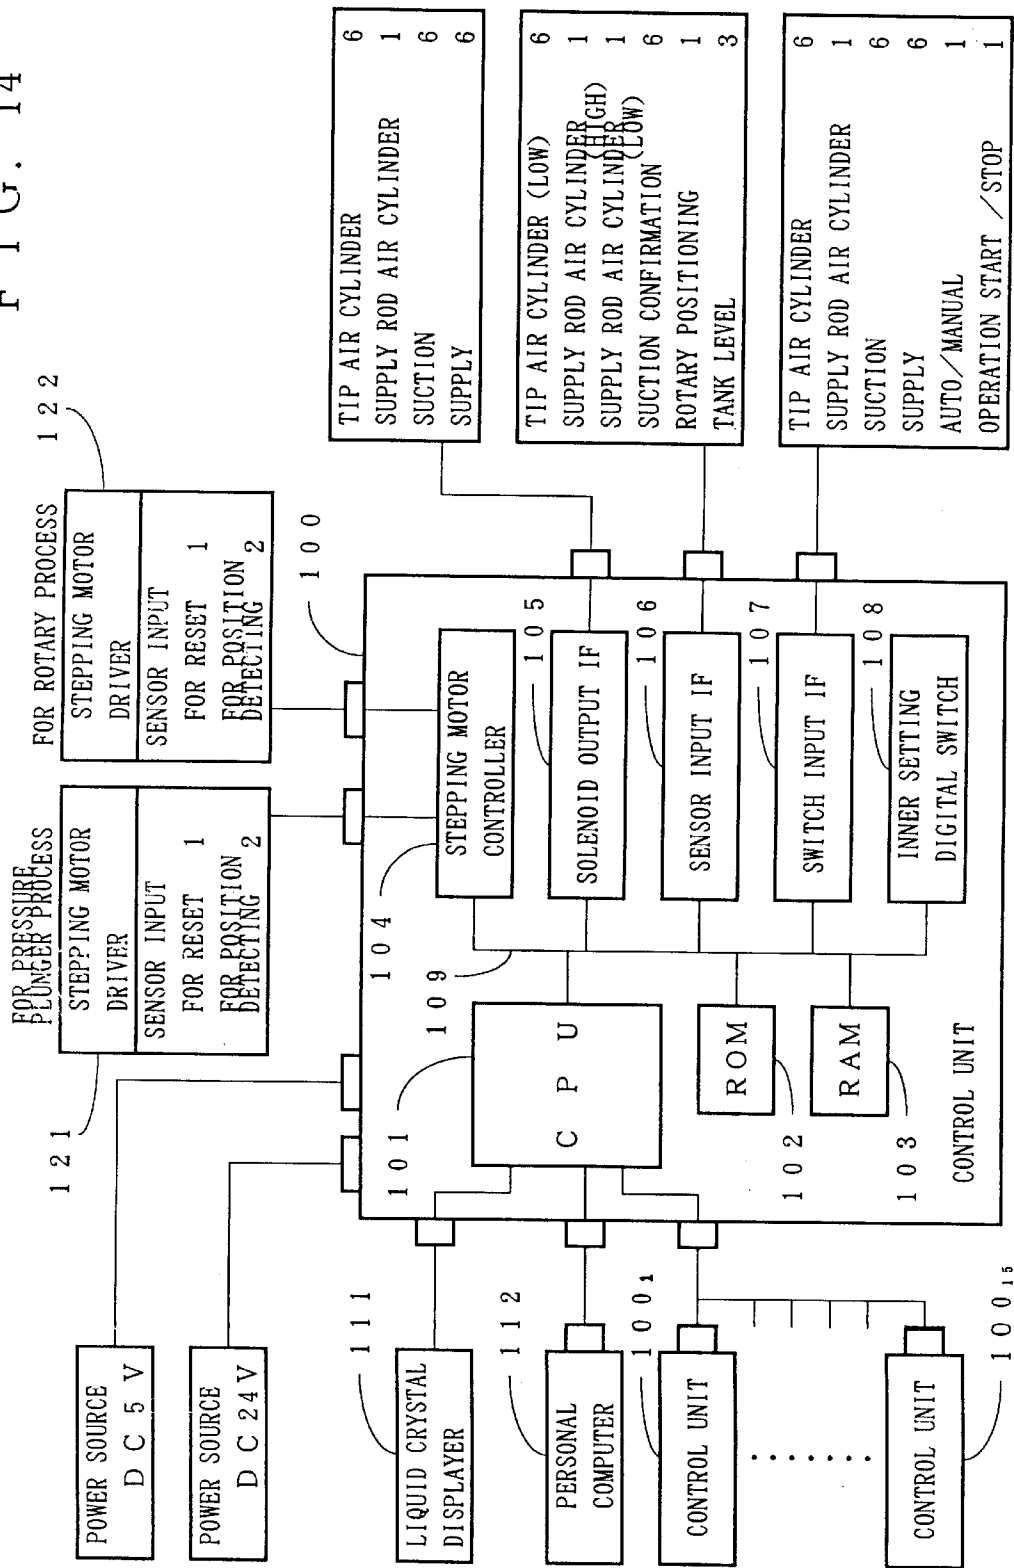 F I G. 14
POWER SOURCE
D C 5 V
POWER SOURCE
D C 24 V
121
FOR PRESSURE
PLUNGER PROCESS
STEPPING MOTOR
DRIVER
SENSOR INPUT
FOR RESET 1
FOR POSITION
DETECTING 2
FOR ROTARY PROCESS
122
STEPPING MOTOR
DRIVER
SENSOR INPUT
FOR RESET 1
FOR POSITION
DETECTING 2
100
111
LIQUID CRYSTAL
DISPLAYER
112
PERSONAL
COMPUTER
100₁
CONTROL UNIT
.......
CONTROL UNIT
100₁₅
101
C P U
109
104
STEPPING MOTOR
CONTROLLER
105
SOLENOID OUTPUT IF
106
SENSOR INPUT IF
107
SWITCH INPUT IF
108
INNER SETTING
DIGITAL SWITCH
ROM
102
RAM
103
CONTROL UNIT
TIP AIR CYLINDER 6
SUPPLY ROD AIR CYLINDER 1
SUCTION 6
SUPPLY 6
TIP AIR CYLINDER (LOW) 6
SUPPLY ROD AIR CYLINDER (HIGH) 1
SUPPLY ROD AIR CYLINDER (LOW) 1
SUCTION CONFIRMATION 6
ROTARY POSITIONING 1
TANK LEVEL 3
TIP AIR CYLINDER 6
SUPPLY ROD AIR CYLINDER 1
SUCTION 6
SUPPLY 6
AUTO/MANUAL 1
OPERATION START /STOP 1